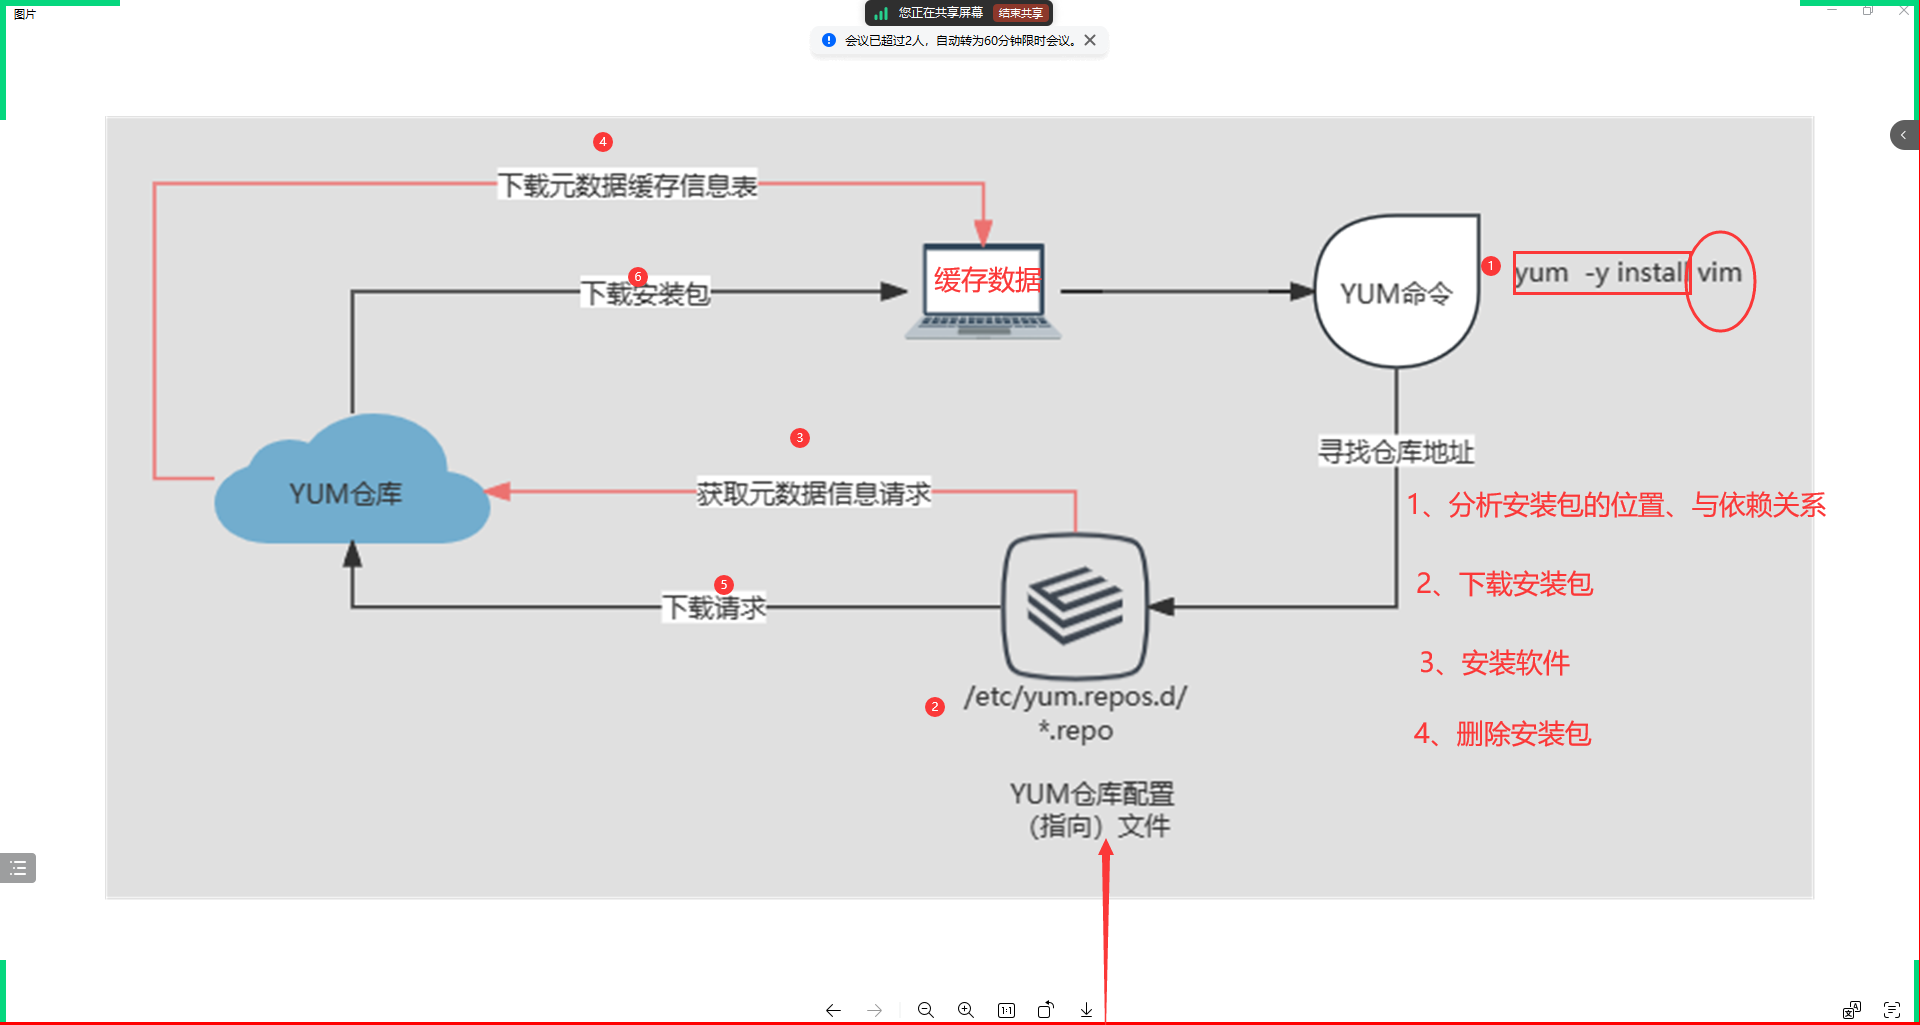 图片
您正在共享屏幕 结束共享
会议已超过2人，自动转为60分钟限时会议。
4
下载元数据缓存信息表
6
下载安装包
缓存数据
YUM命令
1
yum -y install vim
3
寻找仓库地址
YUM仓库
获取元数据信息请求
1、分析安装包的位置、与依赖关系
5
下载请求
2、下载安装包
3、安装软件
2
/etc/yum.repos.d/
*.repo
4、删除安装包
YUM仓库配置
（指向）文件
1:1